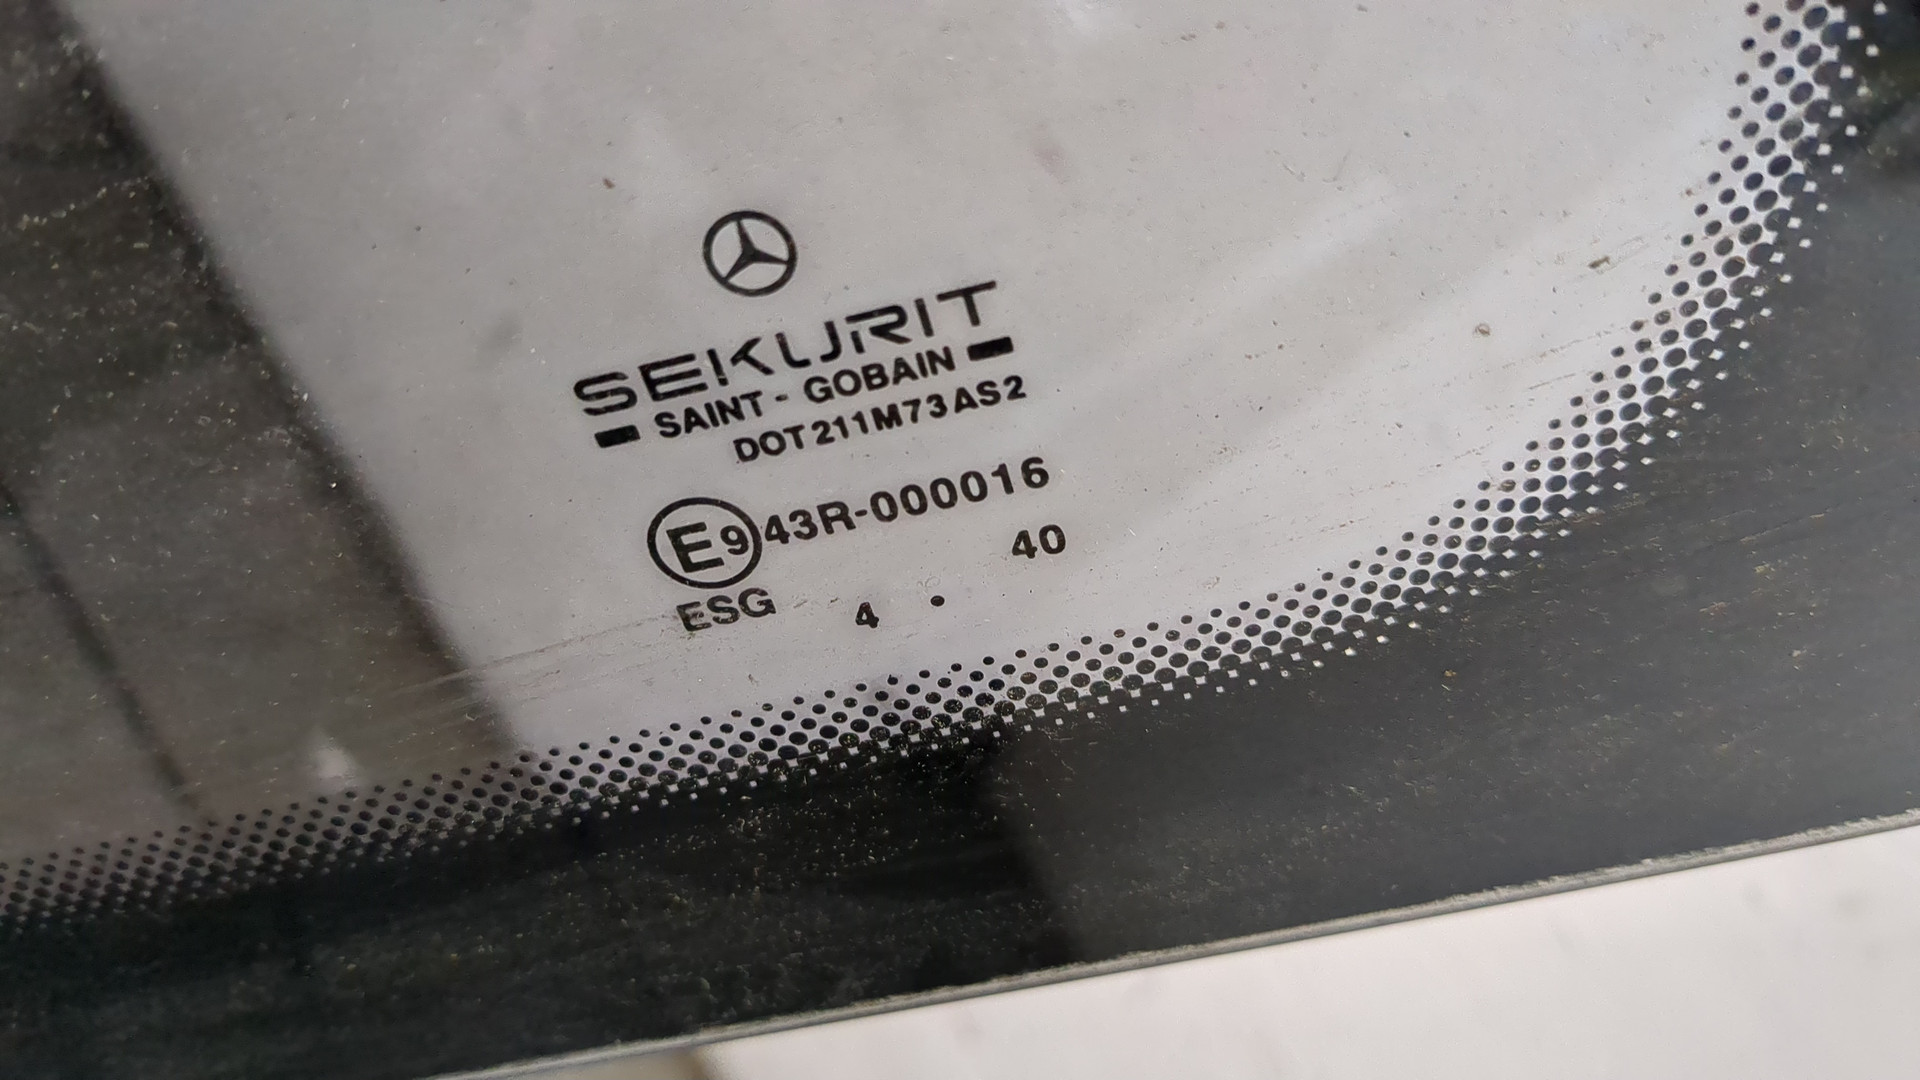 SEKURIT
SAINT - GOBAIN
DOT211M73AS2
E9 43R-000016
40
ESG 4 •